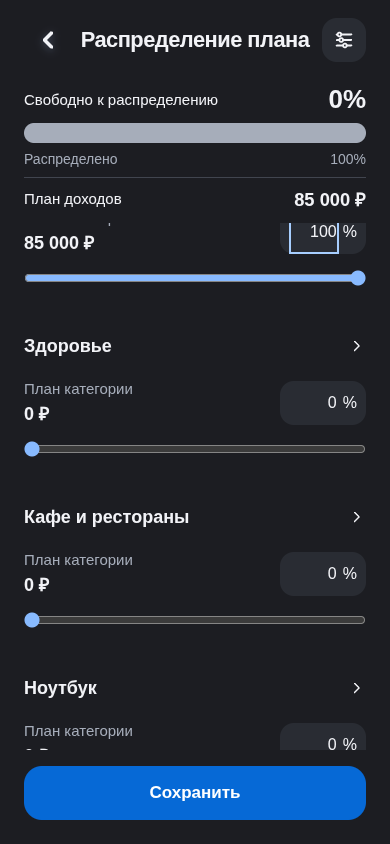 Распределение плана
Свободно к распределению 0%
Распределено 100%
План доходов 85 000 ₽
85 000 ₽ 100 %
Здоровье
План категории
0 ₽ 0 %
Кафе и рестораны
План категории
0 ₽ 0 %
Ноутбук
План категории
0 %
Сохранить